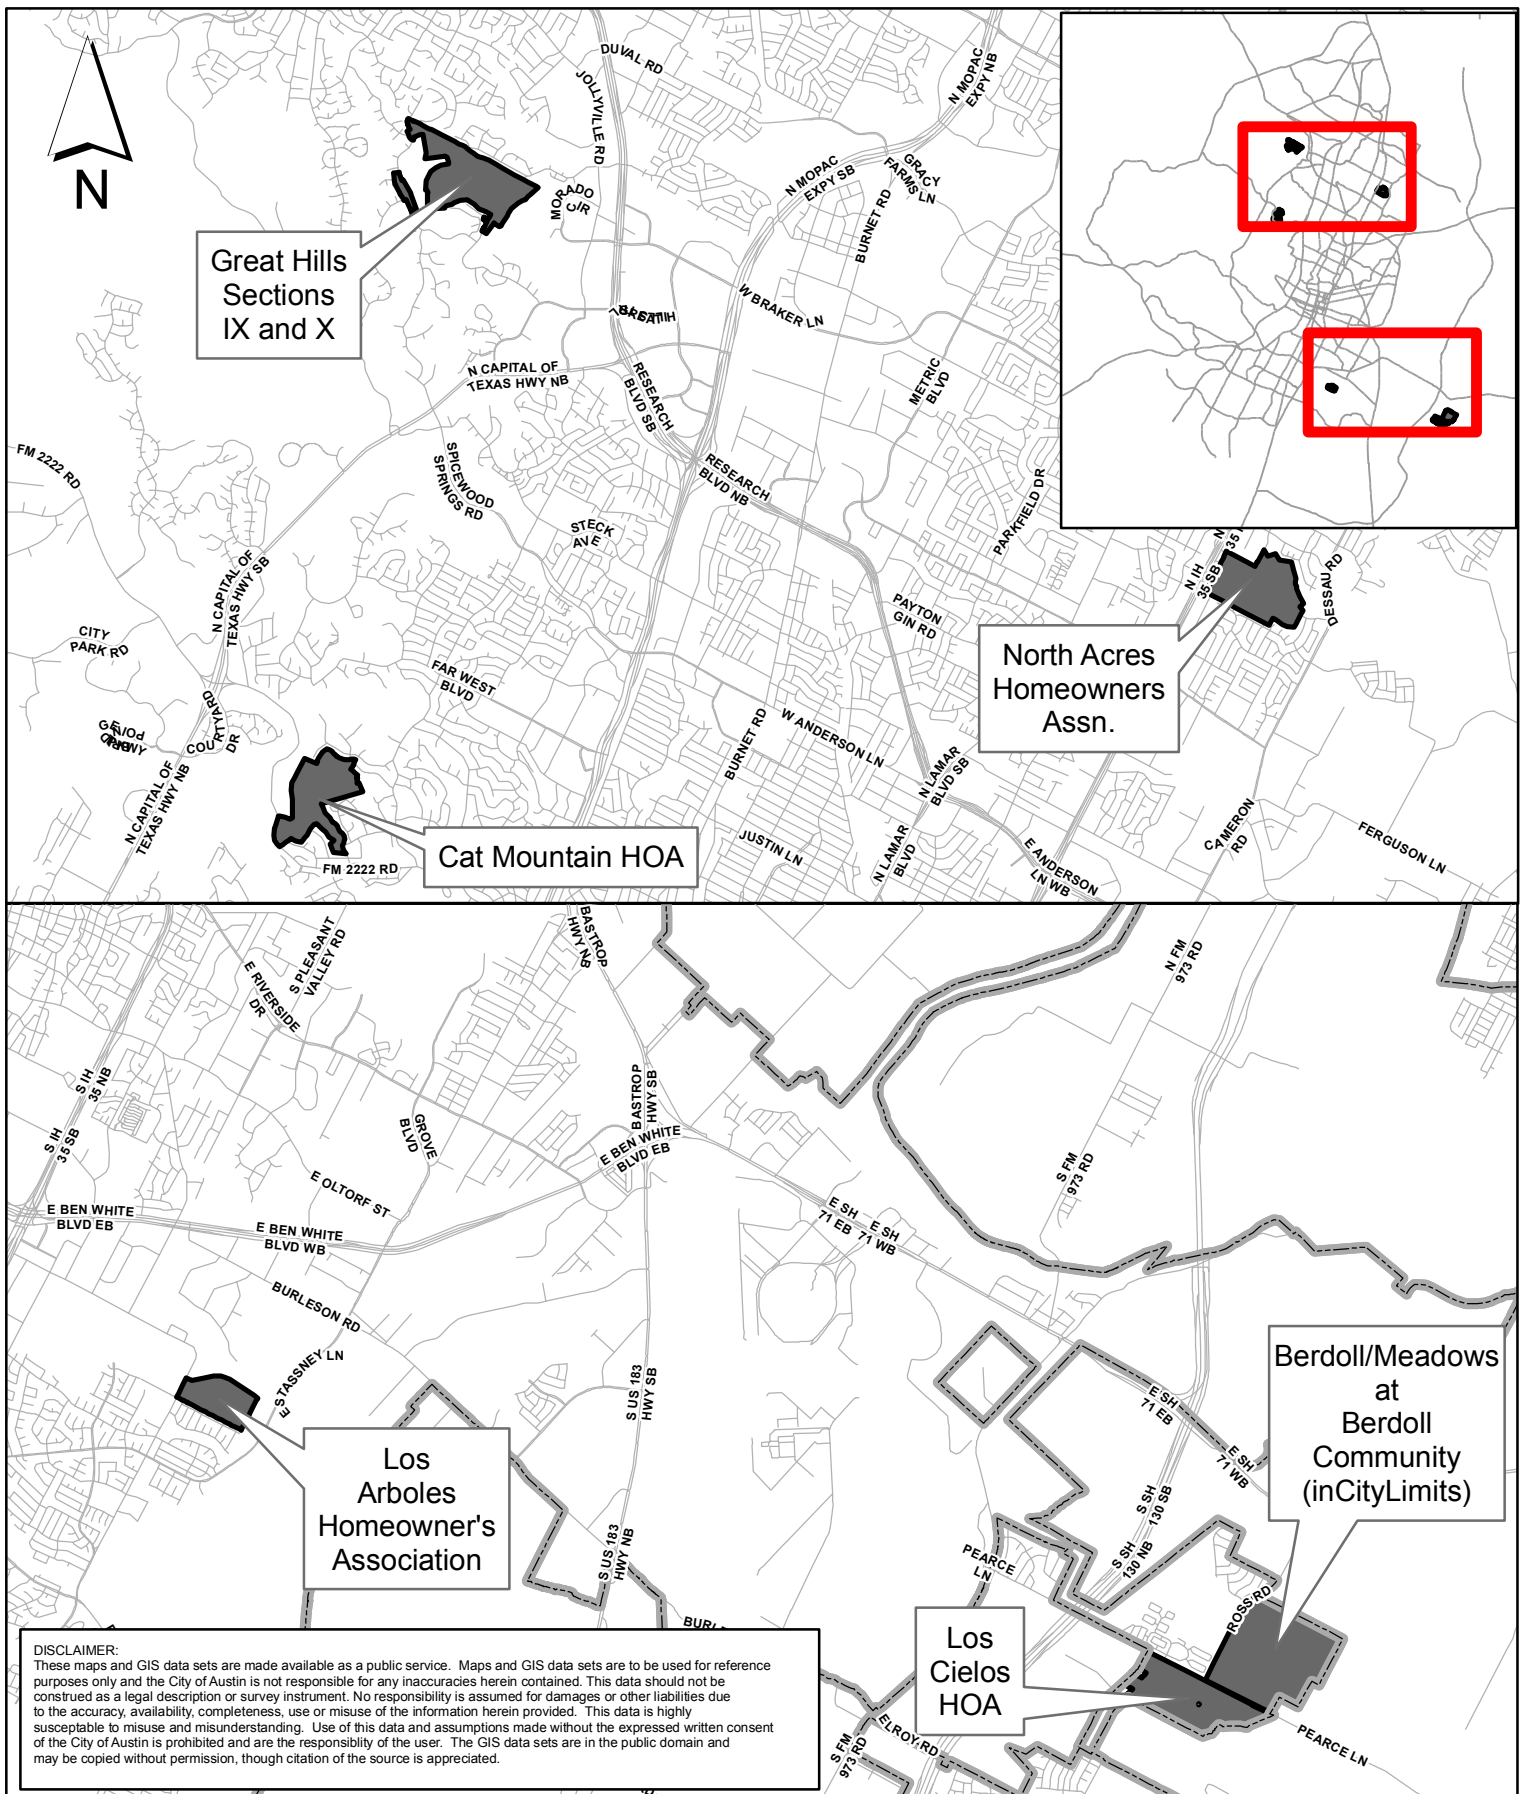 N
DUVAL RD
JOLLYVILLE RD
N MOPAC
EXPY NB
N MOPAC
EXPY SB
GRACY
FARMS LN
BURNET RD
MORADO
CIR
Great Hills
Sections
IX and X
W BRAKER LN
N CAPITAL OF
TEXAS HWY NB
RESEARCH
BLVD SB
METRIC
BLVD
FM 2222 RD
SPICEWOOD
SPRINGS RD
RESEARCH
BLVD NB
STECK
AVE
PARKFIELD DR
N IH
35 SB
DESSAU RD
N CAPITAL OF
TEXAS HWY SB
PAYTON
GIN RD
CITY
PARK RD
North Acres
Homeowners
Assn.
FAR WEST
BLVD
COURTYARD
DR
W ANDERSON LN
BURNET RD
N CAPITAL OF
TEXAS HWY NB
N LAMAR
BLVD SB
Cat Mountain HOA
FM 2222 RD
JUSTIN LN
N LAMAR
BLVD
E ANDERSON
LN WB
CAMERON
RD
FERGUSON LN
BASTROP
HWY NB
S PLEASANT
VALLEY RD
E RIVERSIDE
DR
N FM
973 RD
S IH
35 NB
S IH
35 SB
BASTROP
HWY SB
GROVE
BLVD
E BEN WHITE
BLVD EB
S FM
973 RD
E OLTORF ST
E BEN WHITE
BLVD EB
E BEN WHITE
BLVD WB
E SH
71 EB
E SH
71 WB
BURLESON RD
E STASSNEY LN
S US 183
HWY SB
Berdoll/Meadows
at
Berdoll
Community
(inCityLimits)
E SH
71 EB
E SH
71 WB
Los
Arboles
Homeowner's
Association
S SH
130 SB
S SH
130 NB
S US 183
HWY NB
PEARCE
LN
ROSS RD
Los
Cielos
HOA
ELROY RD
S FM
973 RD
PEARCE LN
DISCLAIMER:
These maps and GIS data sets are made available as a public service. Maps and GIS data sets are to be used for reference
purposes only and the City of Austin is not responsible for any inaccuracies herein contained. This data should not be
construed as a legal description or survey instrument. No responsibility is assumed for damages or other liabilities due
to the accuracy, availability, completeness, use or misuse of the information herein provided. This data is highly
susceptible to misuse and misunderstanding. Use of this data and assumptions made without the expressed written consent
of the City of Austin is prohibited and are the responsiblity of the user. The GIS data sets are in the public domain and
may be copied without permission, though citation of the source is appreciated.